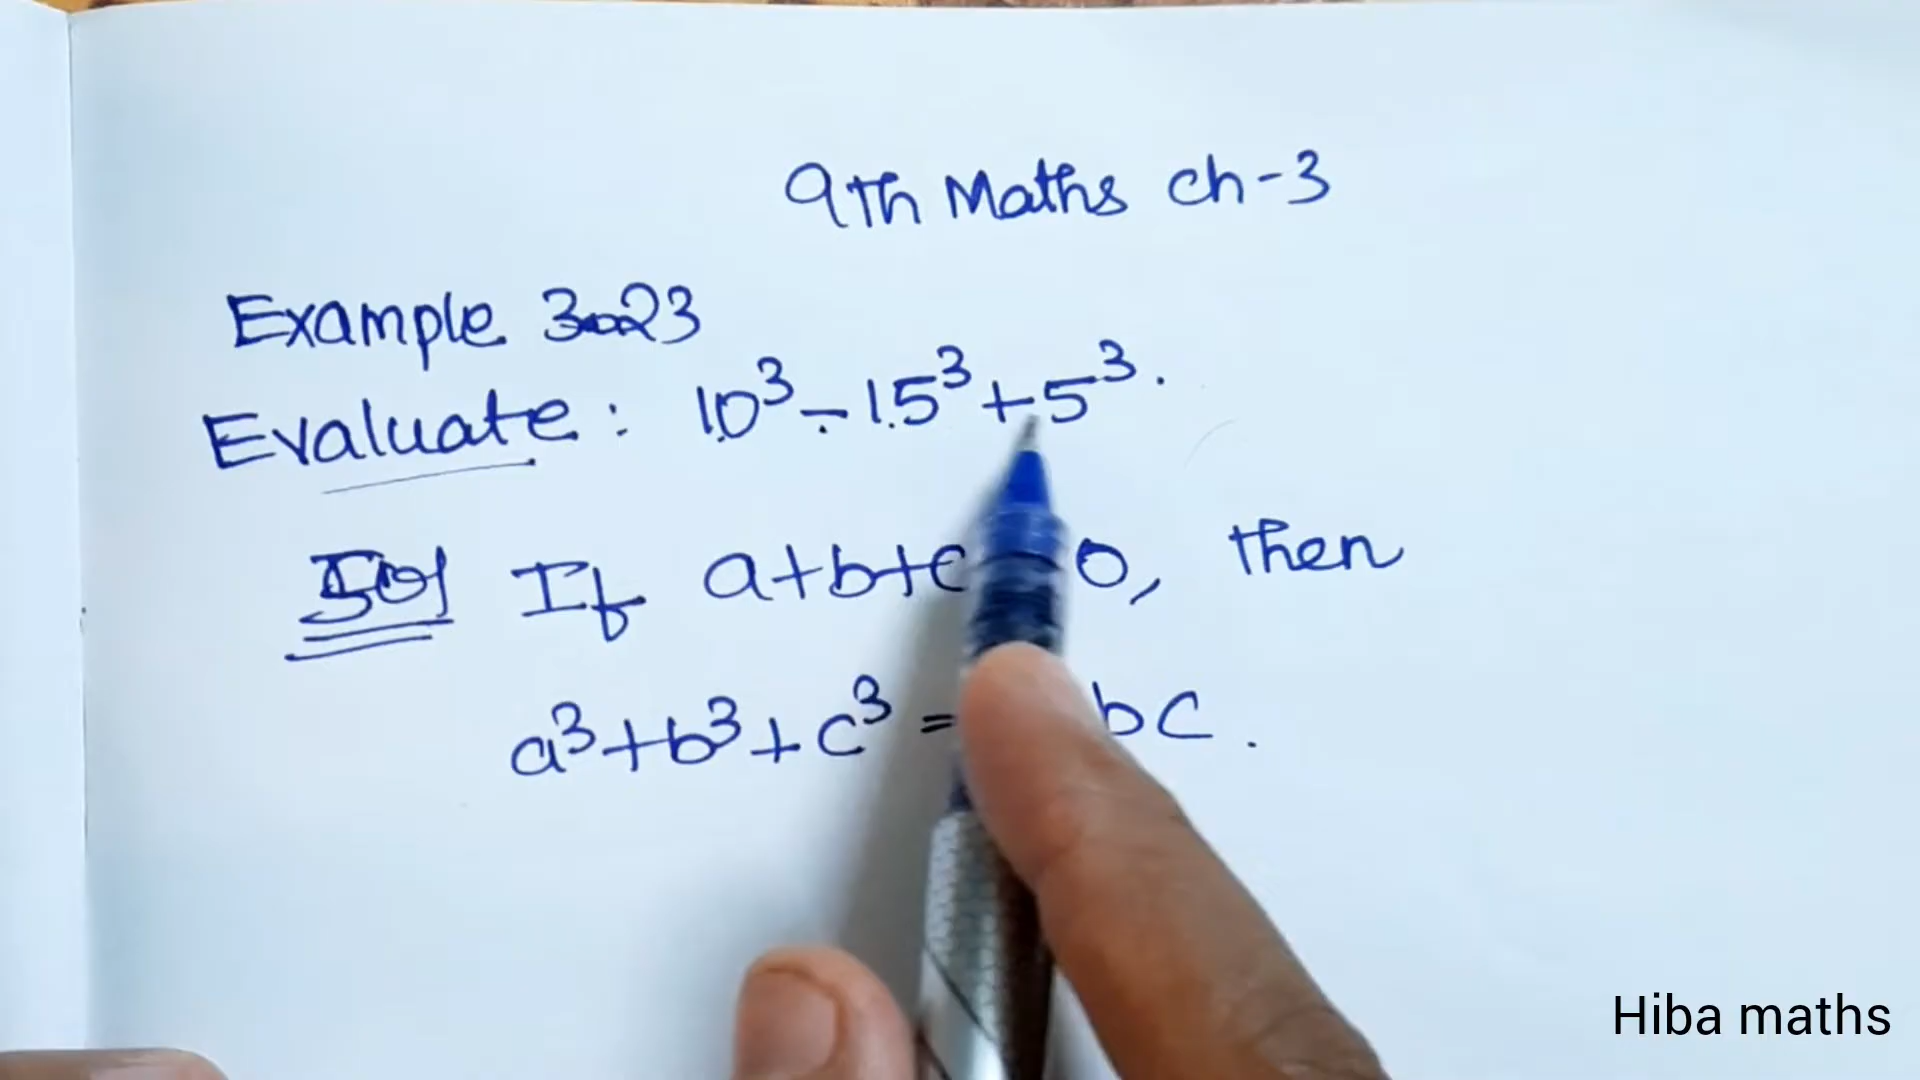 9th Maths ch-3
Example 3.23
Evaluate: 10³ - 15³ + 5³.
Sol If a+b+c 0, then
a³+b³+c³ = bc.
Hiba maths